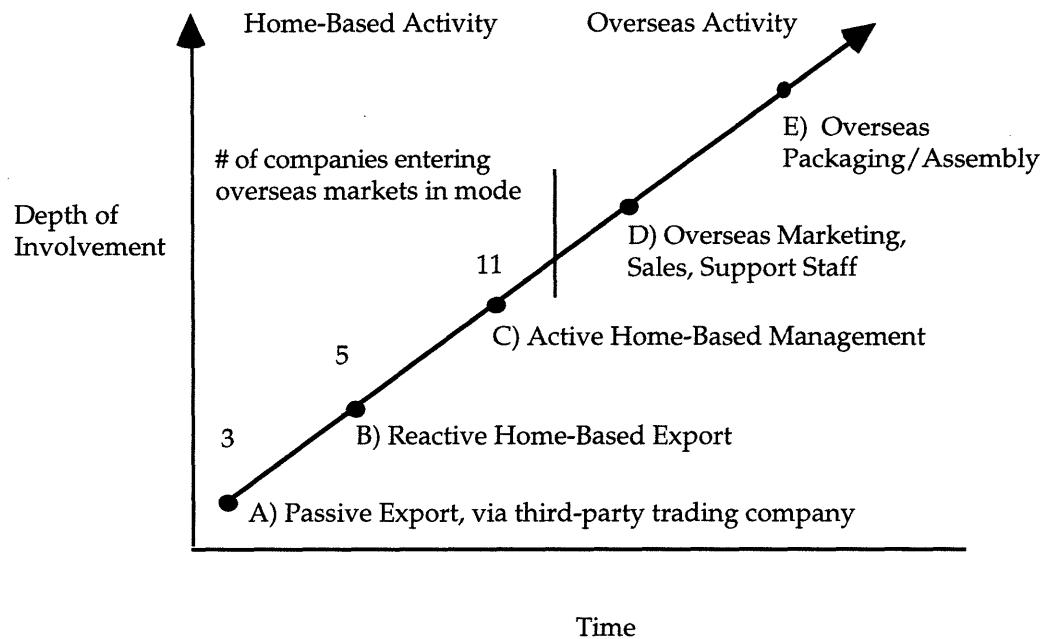 Home-Based Activity
Overseas Activity
E) Overseas
Packaging/Assembly
# of companies entering
overseas markets in mode
Depth of
Involvement
D) Overseas Marketing,
Sales, Support Staff
11
C) Active Home-Based Management
5
B) Reactive Home-Based Export
3
A) Passive Export, via third-party trading company
Time